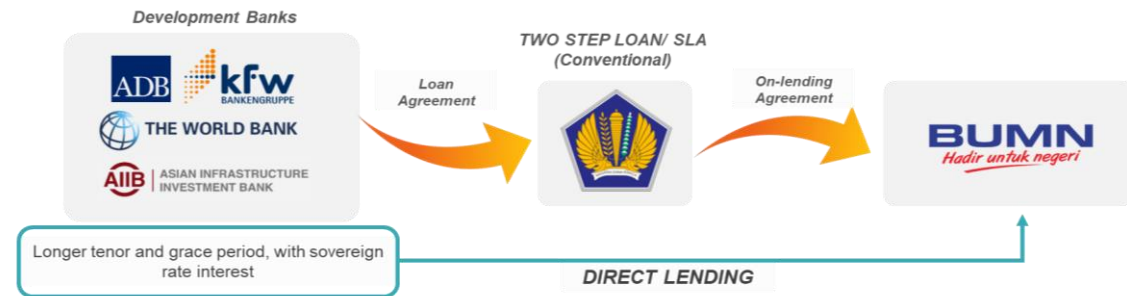 Development Banks
ADB
kfw
BANKENGRUPPE
THE WORLD BANK
AIIB
ASIAN INFRASTRUCTURE
INVESTMENT BANK
Loan
Agreement
TWO STEP LOAN/ SLA
(Conventional)
On-lending
Agreement
BUMN
Hadir untuk negeri
Longer tenor and grace period, with sovereign
rate interest
DIRECT LENDING